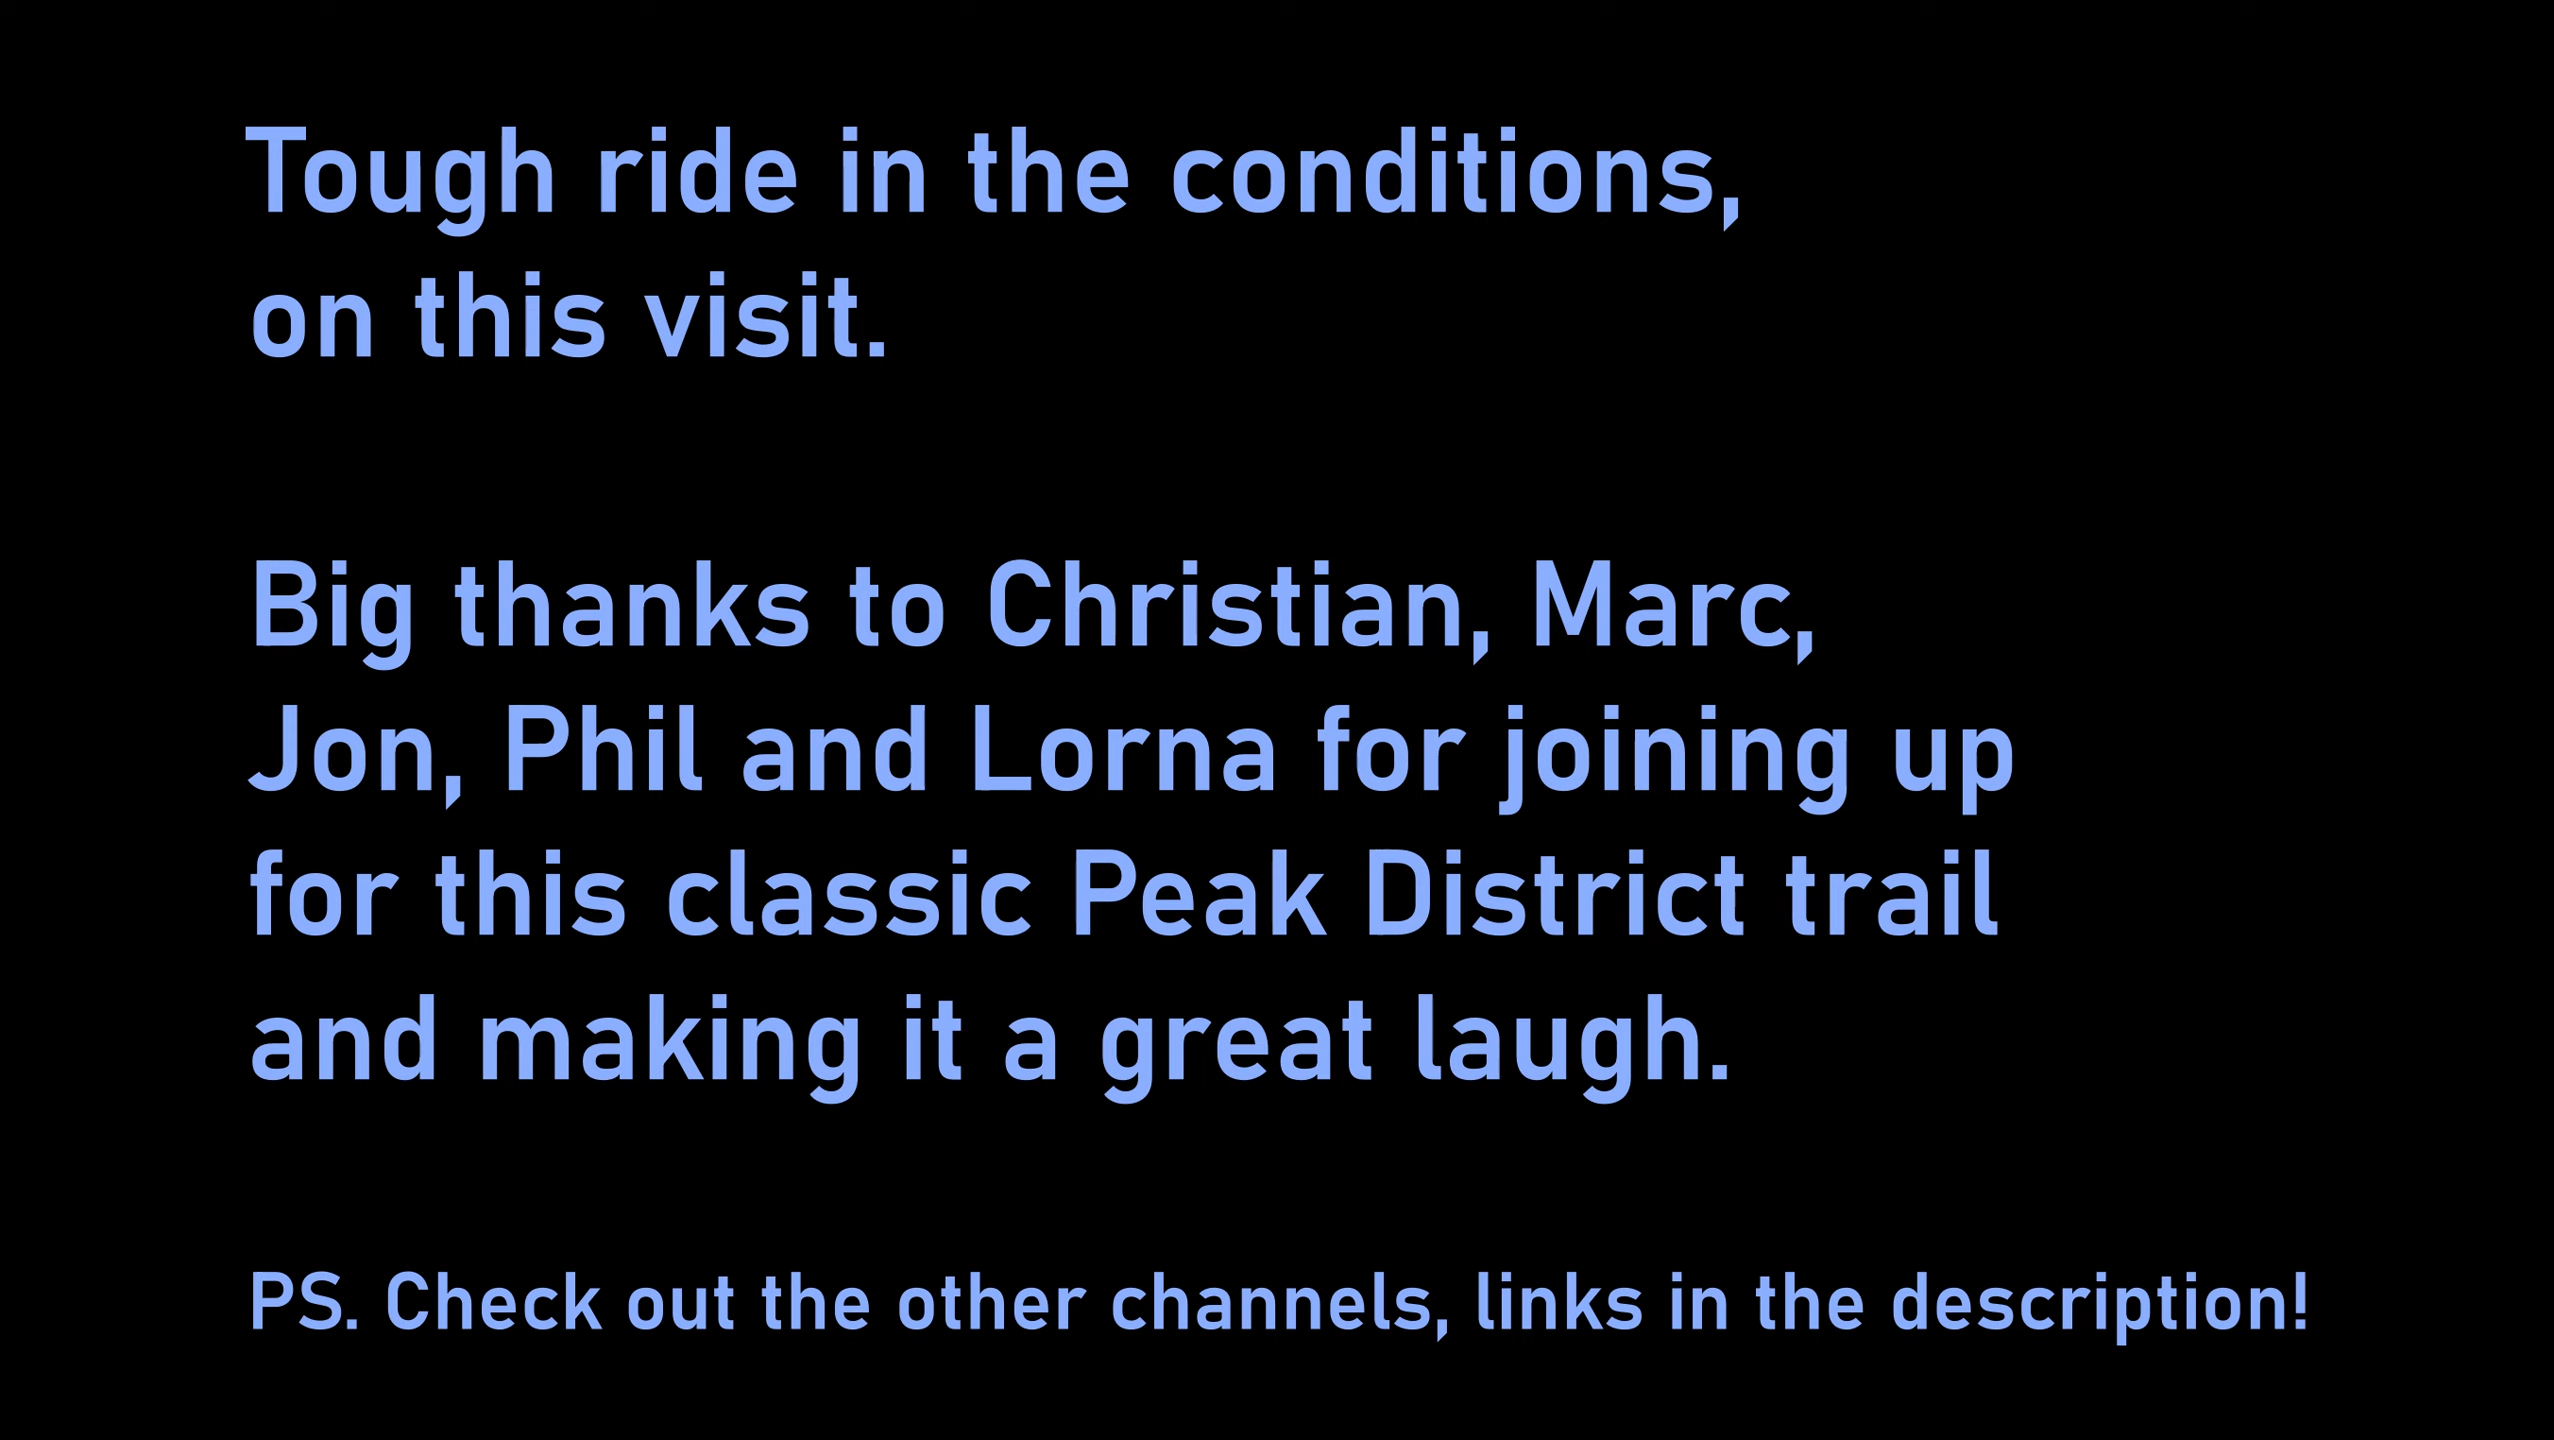 Tough ride in the conditions,
on this visit.
Big thanks to Christian, Marc,
Jon, Phil and Lorna for joining up
for this classic Peak District trail
and making it a great laugh.
PS. Check out the other channels, links in the description!